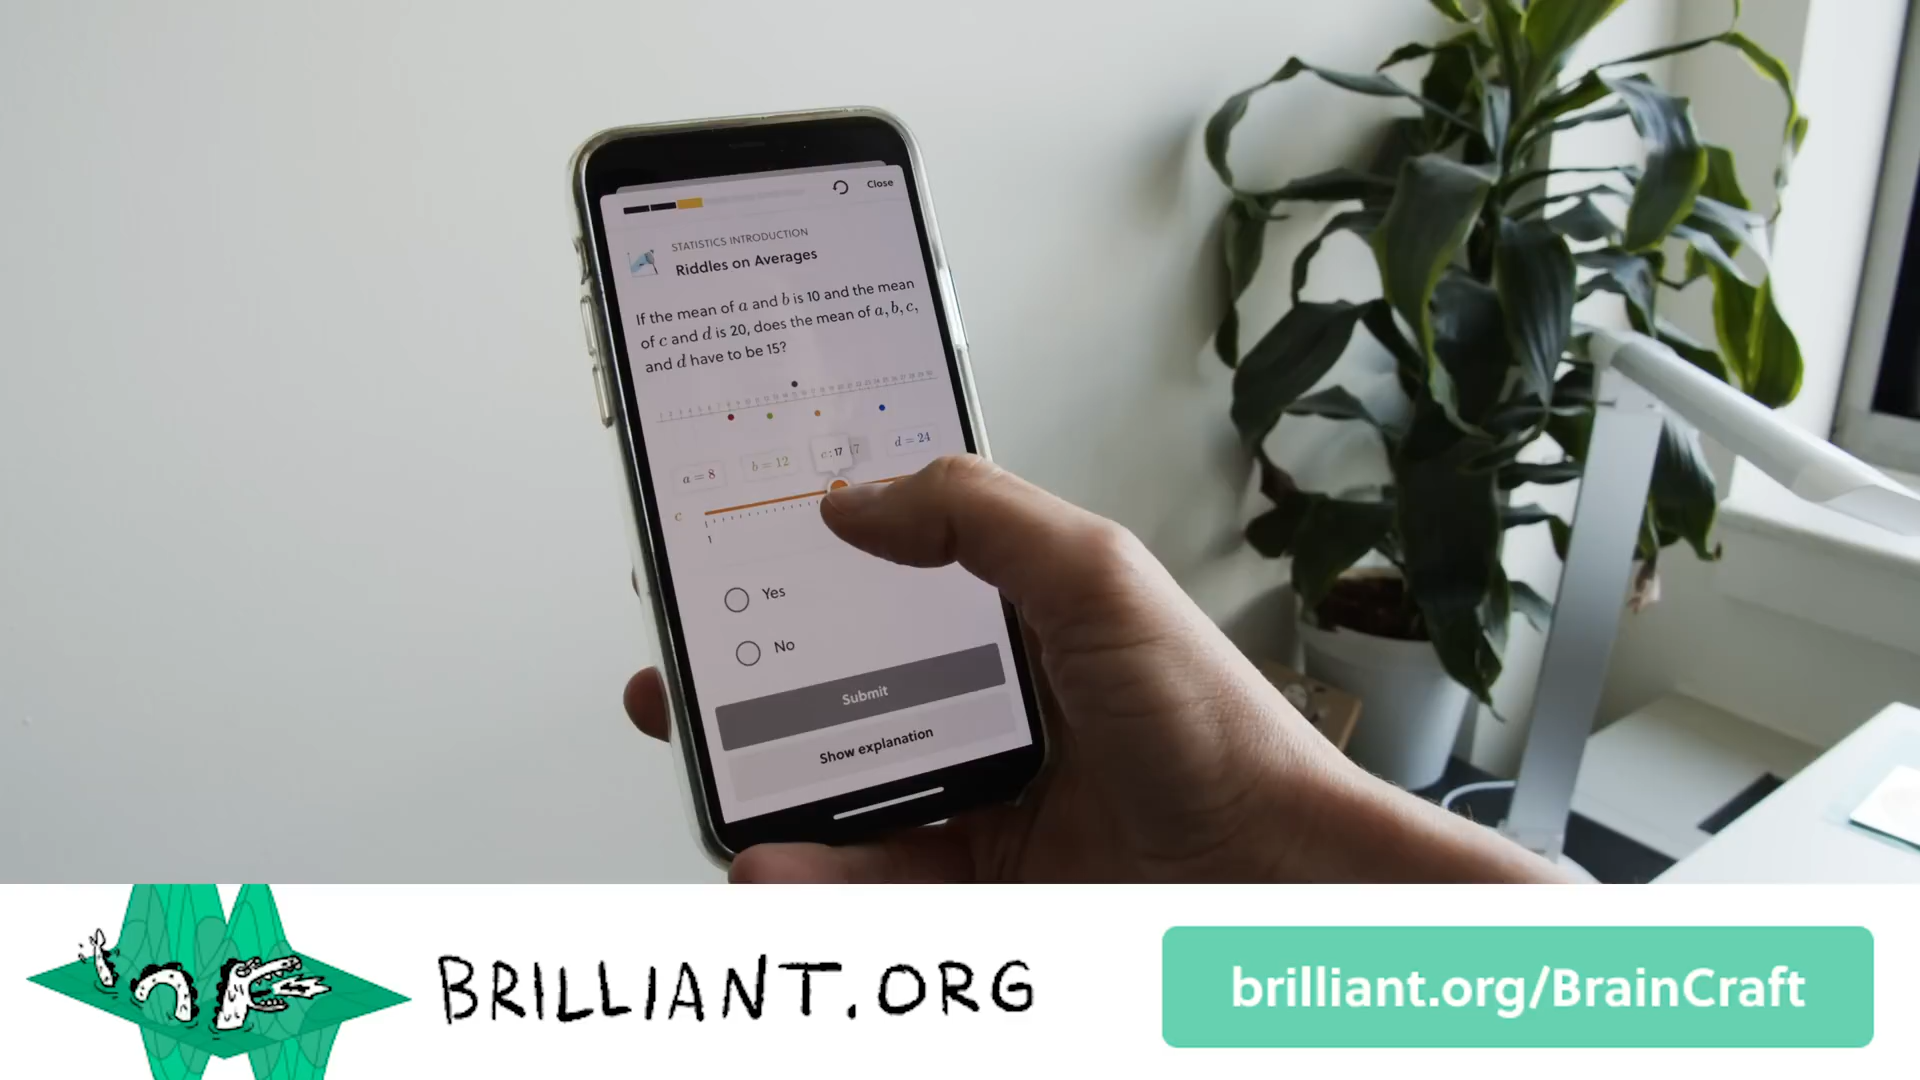 Close
STATISTICS INTRODUCTION
Riddles on Averages
If the mean of a and b is 10 and the mean
of c and d is 20, does the mean of a, b, c,
and d have to be 15?
a = 8
b = 12
c: 17
d = 24
c
1
Yes
No
Submit
Show explanation
BRILLIANT.ORG
brilliant.org/BrainCraft